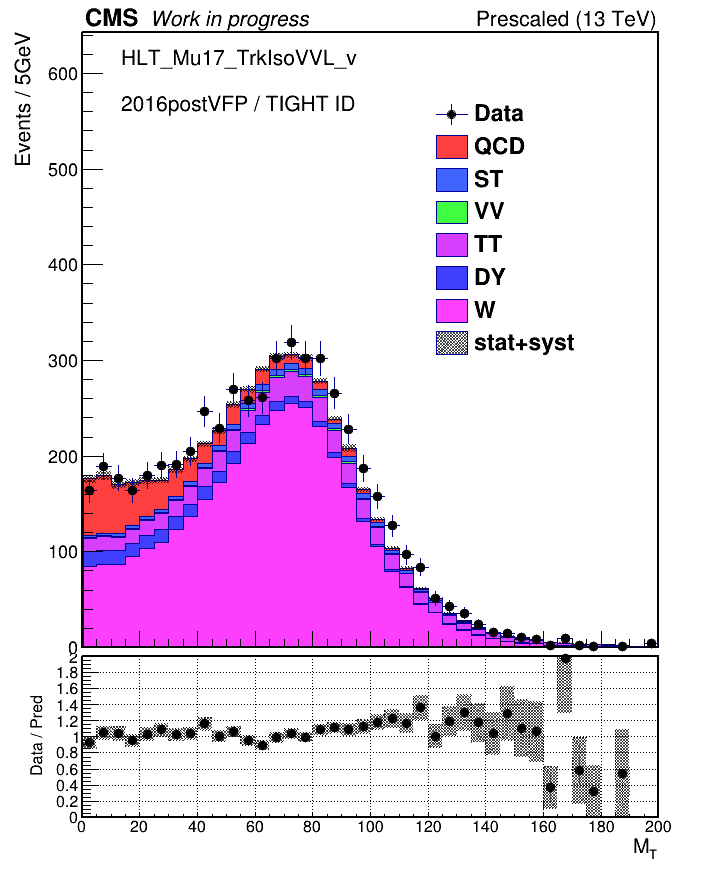 CMS Work in progress Prescaled (13 TeV)
Events / 5GeV
HLT_Mu17_TrkIsoVVL_v
2016postVFP / TIGHT ID
Data
QCD
ST
VV
TT
DY
W
stat+syst
600
500
400
300
200
100
0
Data / Pred
2
1.8
1.6
1.4
1.2
1
0.8
0.6
0.4
0.2
0
0 20 40 60 80 100 120 140 160 180 200
M_T